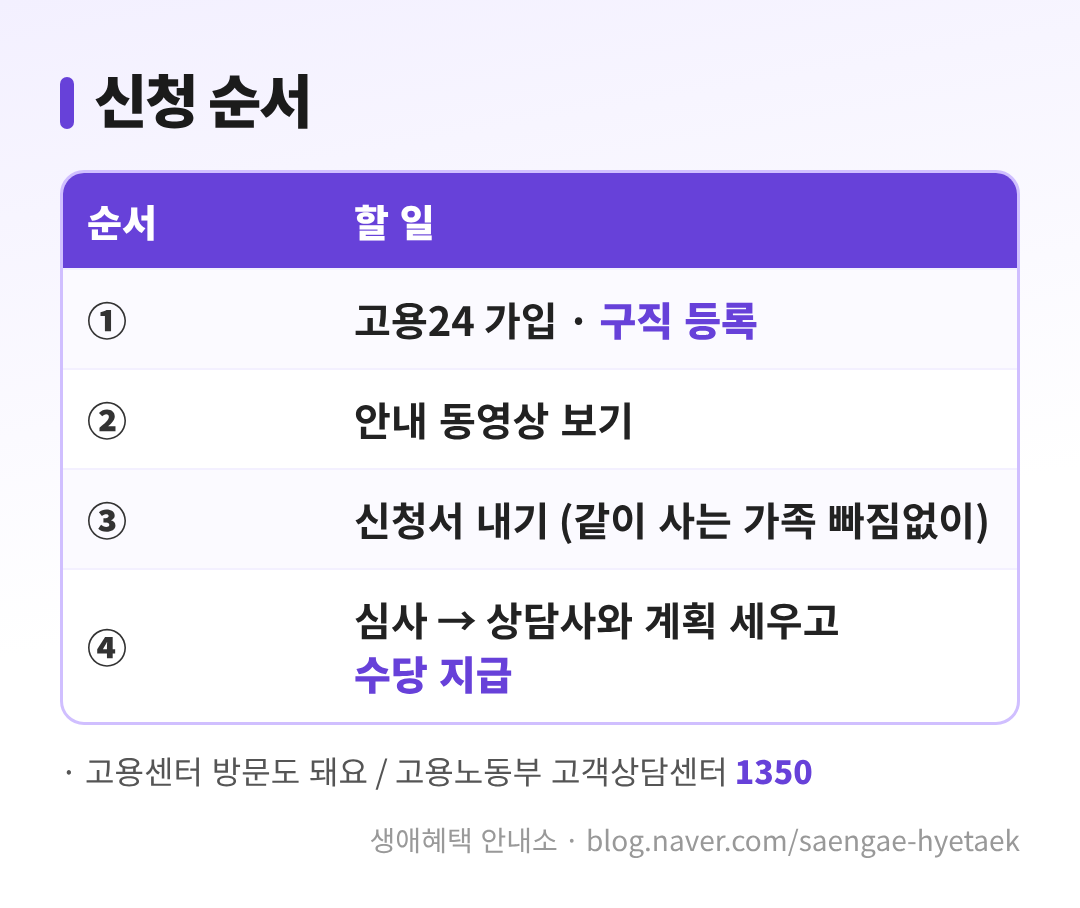 신청 순서
순서 할 일
① 고용24 가입 · 구직 등록
② 안내 동영상 보기
③ 신청서 내기 (같이 사는 가족 빠짐없이)
④ 심사 → 상담사와 계획 세우고
수당 지급
· 고용센터 방문도 돼요 / 고용노동부 고객상담센터 1350
생애혜택 안내소 · blog.naver.com/saengae-hyetaek